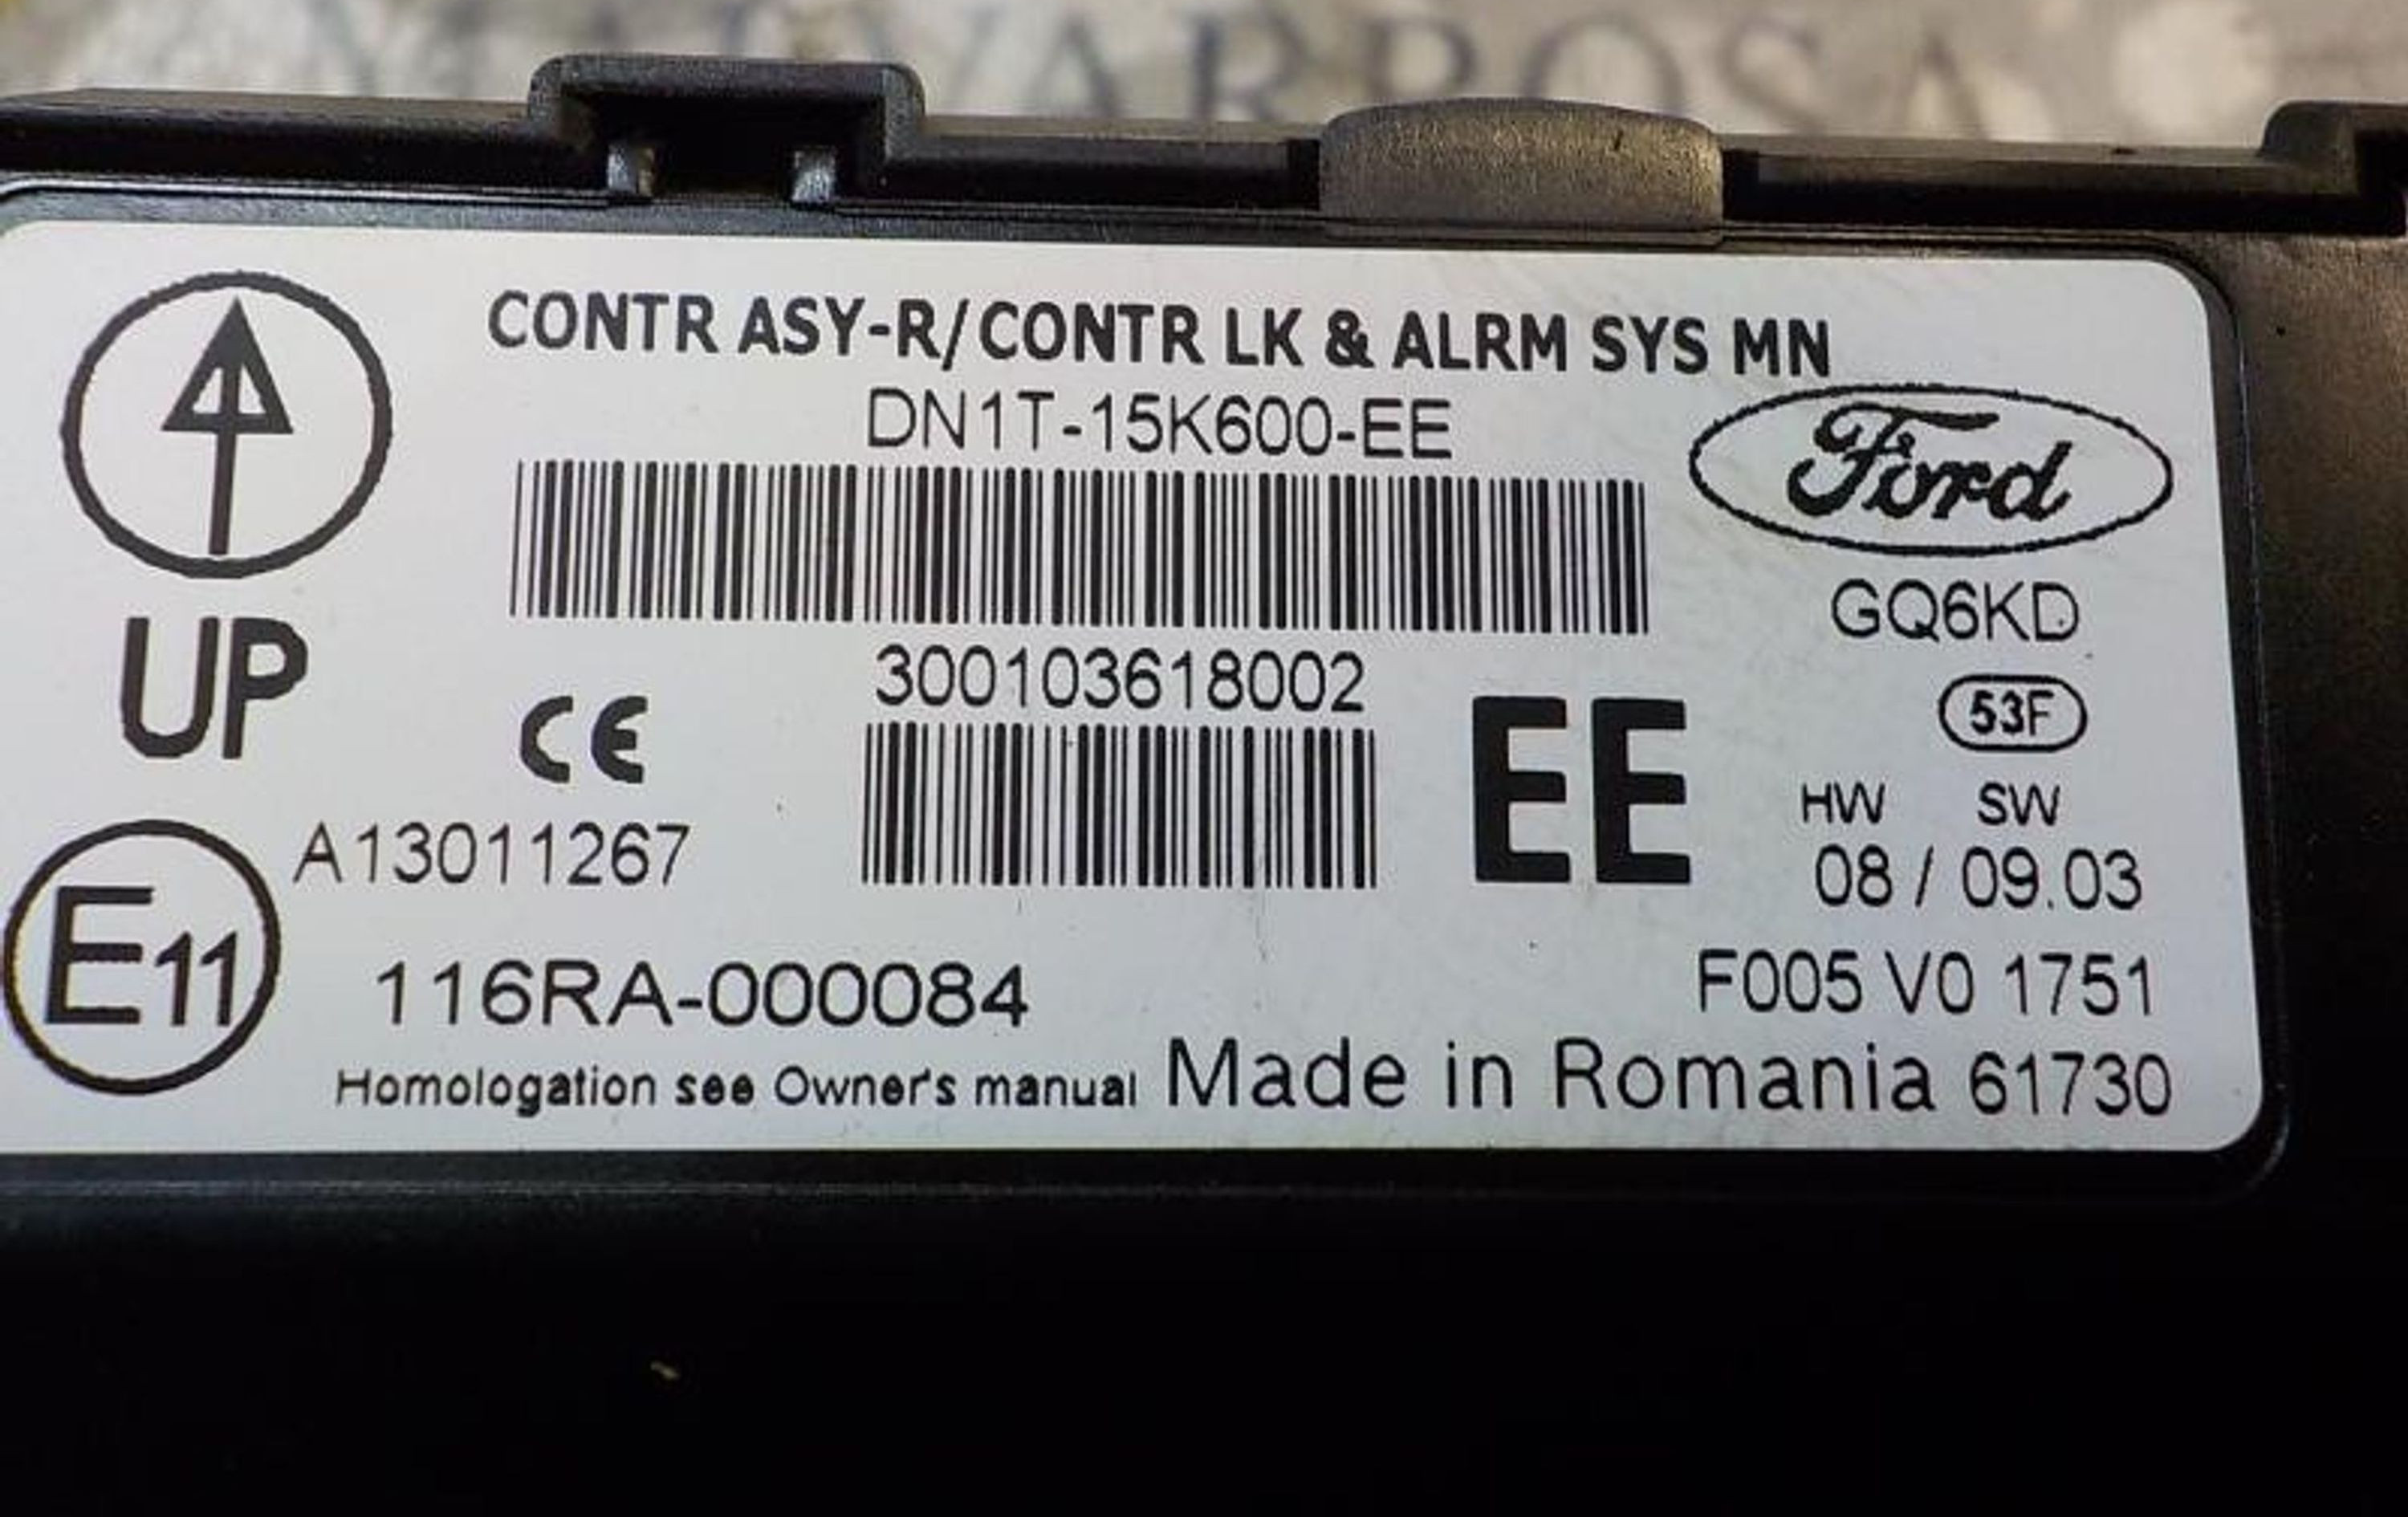 CONTR ASY-R/CONTR LK & ALRM SYS MN
DN1T-15K600-EE
Ford
GQ6KD
UP
300103618002
CE
EE
53F
HW SW
08 / 09.03
A13011267
E11
116RA-000084
F005 V0 1751
Homologation see Owner's manual Made in Romania 61730